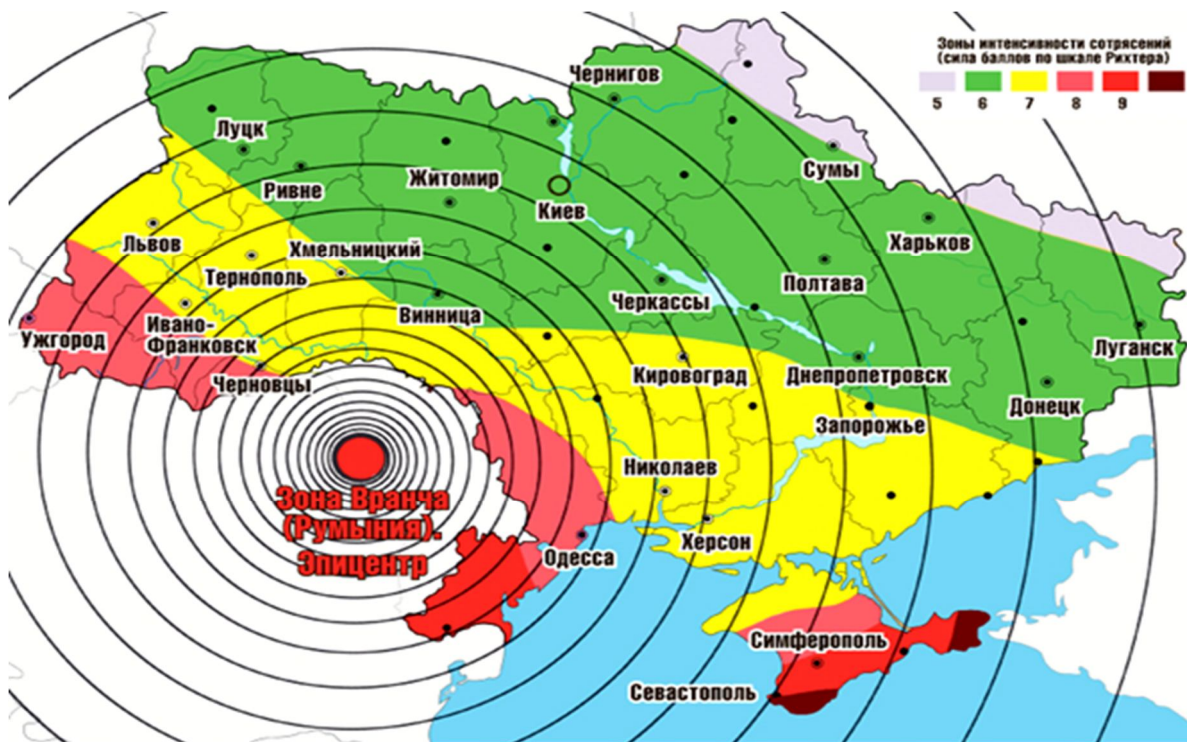 Зоны интенсивности сотрясений
(сила баллов по шкале Рихтера)
5 6 7 8 9
Чернигов
Луцк
Сумы
Ривне
Житомир
Киев
Харьков
Львов
Хмельницкий
Тернополь
Полтава
Черкассы
Винница
Ужгород
Ивано-
Франковск
Луганск
Черновцы
Кировоград
Днепропетровск
Донецк
Запорожье
Николаев
Зона Вранча
(Румыния).
Эпицентр
Херсон
Одесса
Симферополь
Севастополь